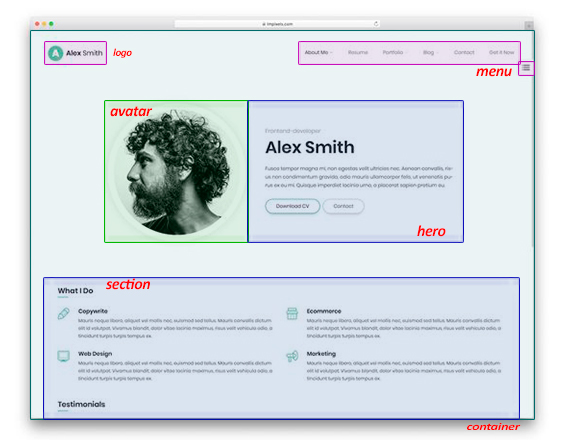 lmpixels.com
A Alex Smith
logo
About Me Resume Portfolio Blog Contact Get it Now
menu
avatar
Frontend-developer
Alex Smith
Fusce tempor magna mi, non egestas velit ultricies nec. Aenean convallis, ris-
us non condimentum gravida, odio mauris ullamcorper felis, ut venenatis pu-
rus ex eu mi. Quisque imperdiet lacinia urna, a placerat sapien pretium eu.
Download CV Contact
hero
section
What I Do
Copywrite
Mauris neque libero, aliquet vel mollis nec, euismod sed tellus. Mauris convallis dictum
elit id volutpat. Vivamus blandit, dolor vitae lacinia maximus, risus velit vehicula odio, a
tincidunt turpis turpis tempus ex.
Ecommerce
Mauris neque libero, aliquet vel mollis nec, euismod sed tellus. Mauris convallis dictum
elit id volutpat. Vivamus blandit, dolor vitae lacinia maximus, risus velit vehicula odio, a
tincidunt turpis turpis tempus ex.
Web Design
Mauris neque libero, aliquet vel mollis nec, euismod sed tellus. Mauris convallis dictum
elit id volutpat. Vivamus blandit, dolor vitae lacinia maximus, risus velit vehicula odio, a
tincidunt turpis turpis tempus ex.
Marketing
Mauris neque libero, aliquet vel mollis nec, euismod sed tellus. Mauris convallis dictum
elit id volutpat. Vivamus blandit, dolor vitae lacinia maximus, risus velit vehicula odio, a
tincidunt turpis turpis tempus ex.
Testimonials
container